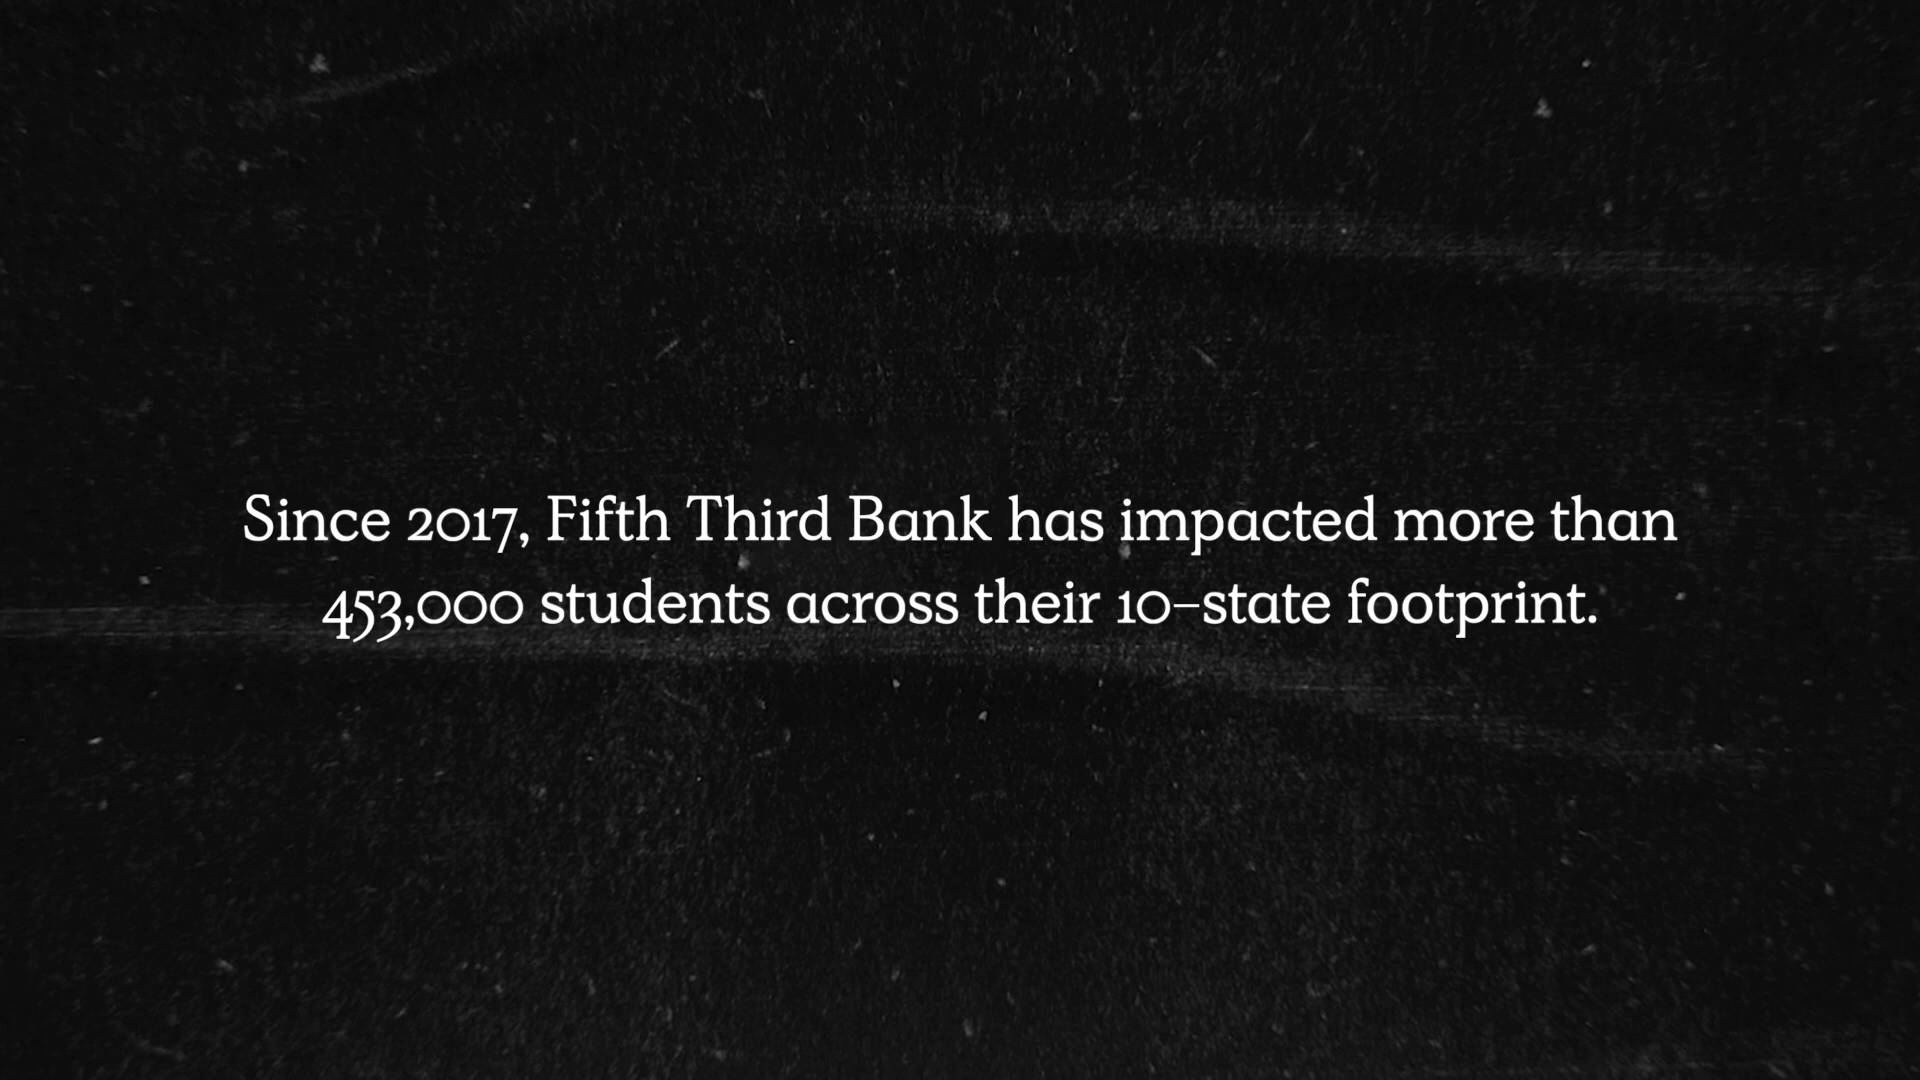 Since 2017, Fifth Third Bank has impacted more than
453,000 students across their 10–state footprint.